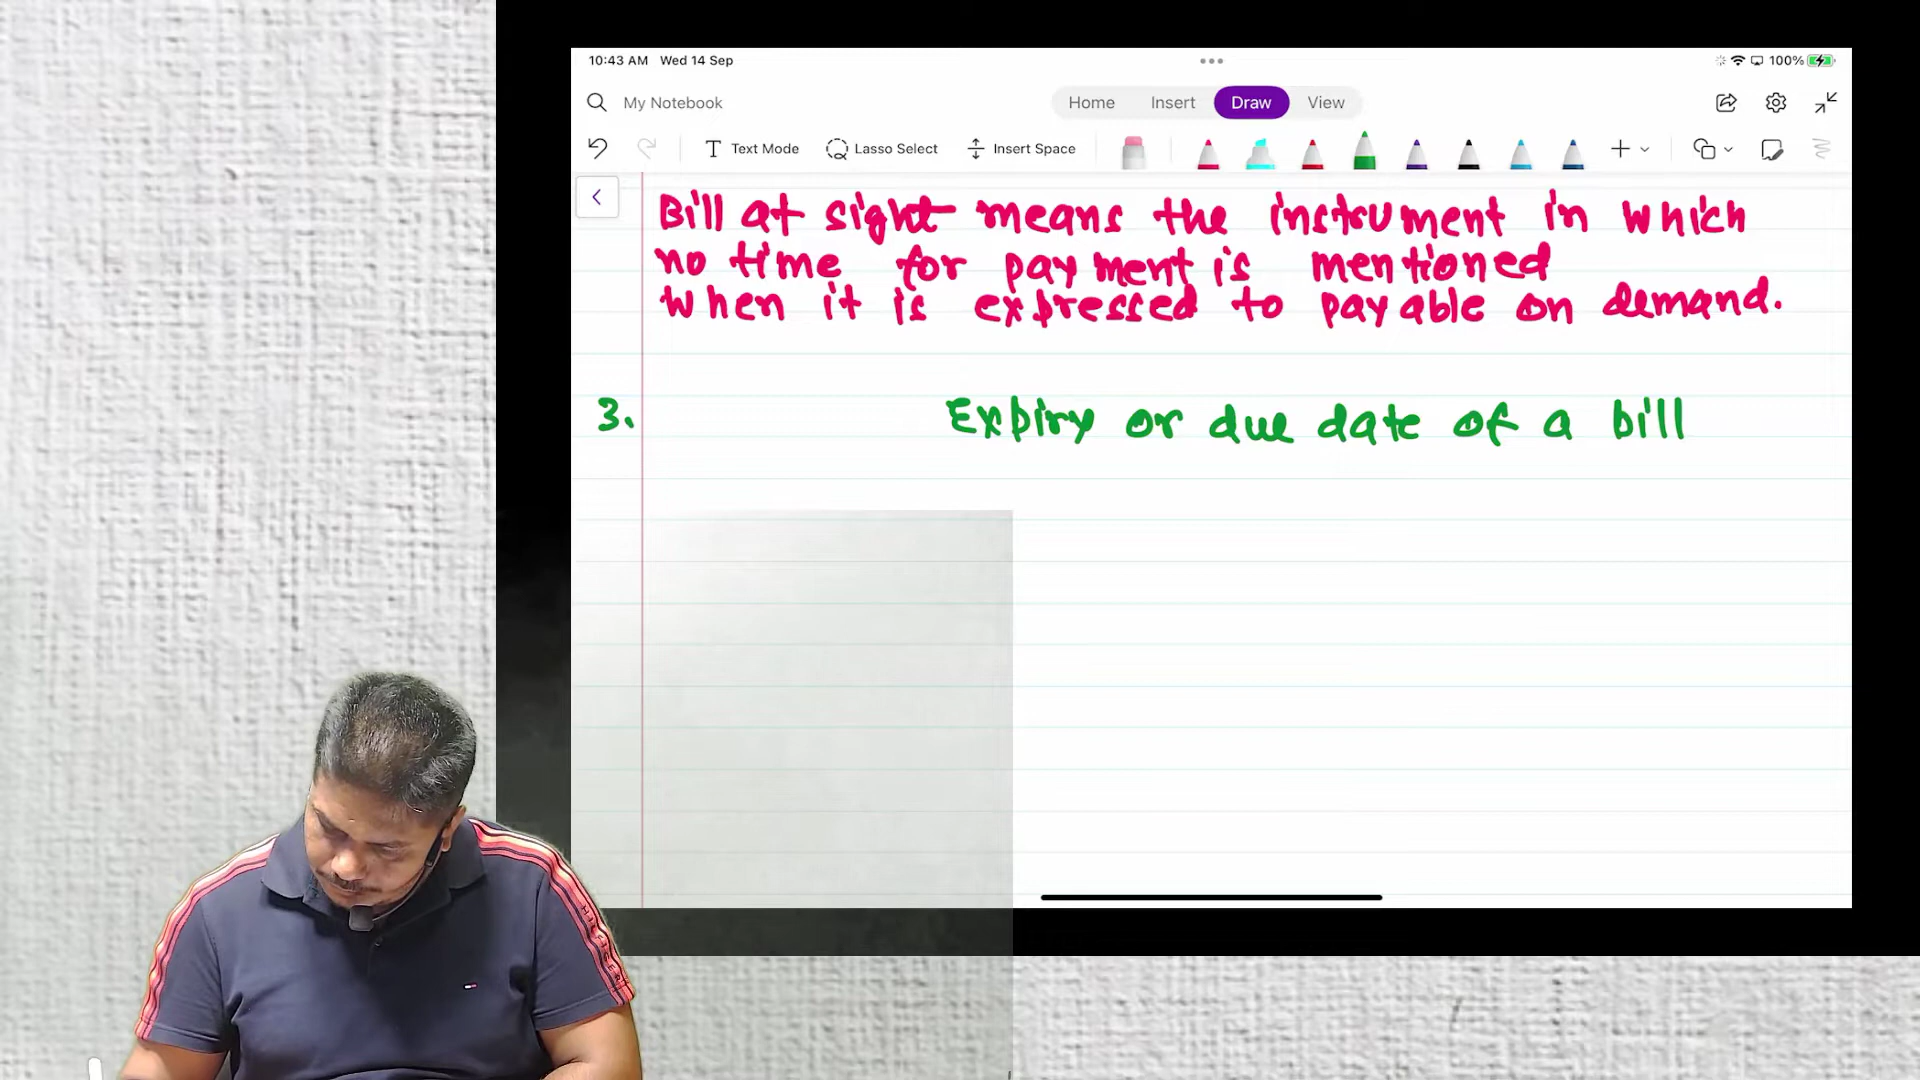 10:43 AM Wed 14 Sep
100%
My Notebook
Home Insert Draw View
Text Mode Lasso Select Insert Space
Bill at sight means the instrument in which
no time for payment is mentioned
when it is expressed to payable on demand.
3. Expiry or due date of a bill